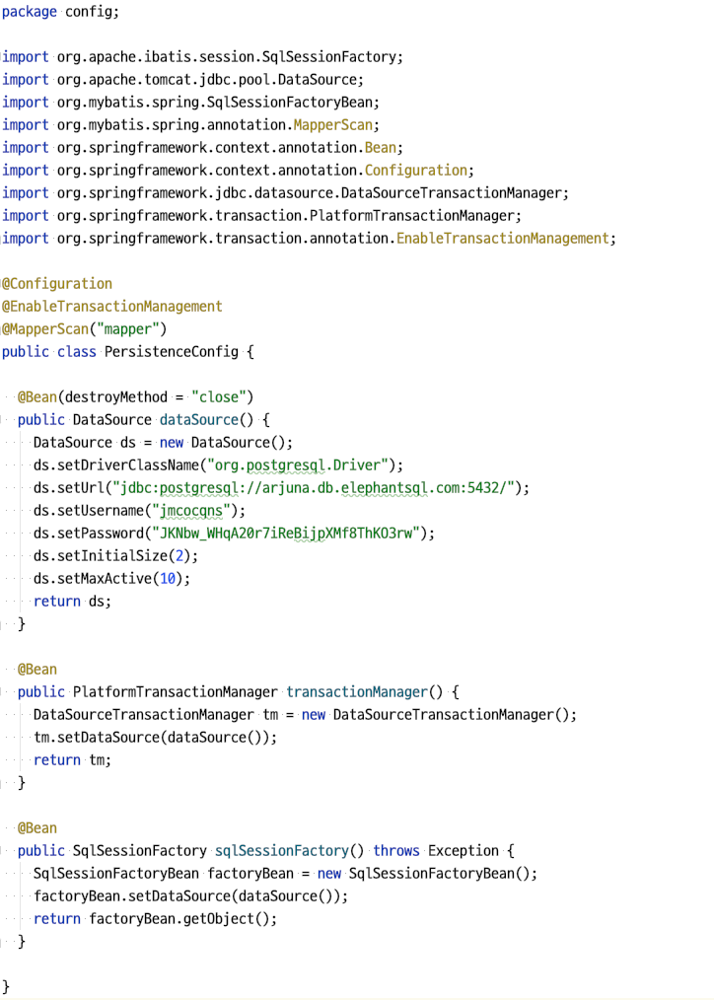 package config;
import org.apache.ibatis.session.SqlSessionFactory;
import org.apache.tomcat.jdbc.pool.DataSource;
import org.mybatis.spring.SqlSessionFactoryBean;
import org.mybatis.spring.annotation.MapperScan;
import org.springframework.context.annotation.Bean;
import org.springframework.context.annotation.Configuration;
import org.springframework.jdbc.datasource.DataSourceTransactionManager;
import org.springframework.transaction.PlatformTransactionManager;
import org.springframework.transaction.annotation.EnableTransactionManagement;
@Configuration
@EnableTransactionManagement
@MapperScan("mapper")
public class PersistenceConfig {
@Bean(destroyMethod = "close")
public DataSource dataSource() {
DataSource ds = new DataSource();
ds.setDriverClassName("org.postgresql.Driver");
ds.setUrl("jdbc:postgresql://arjuna.db.elephantsql.com:5432/");
ds.setUsername("jmcocqns");
ds.setPassword("JKNbw_WHqA20r7iReBijpXMf8ThKO3rw");
ds.setInitialSize(2);
ds.setMaxActive(10);
return ds;
}
@Bean
public PlatformTransactionManager transactionManager() {
DataSourceTransactionManager tm = new DataSourceTransactionManager();
tm.setDataSource(dataSource());
return tm;
}
@Bean
public SqlSessionFactory sqlSessionFactory() throws Exception {
SqlSessionFactoryBean factoryBean = new SqlSessionFactoryBean();
factoryBean.setDataSource(dataSource());
return factoryBean.getObject();
}
}